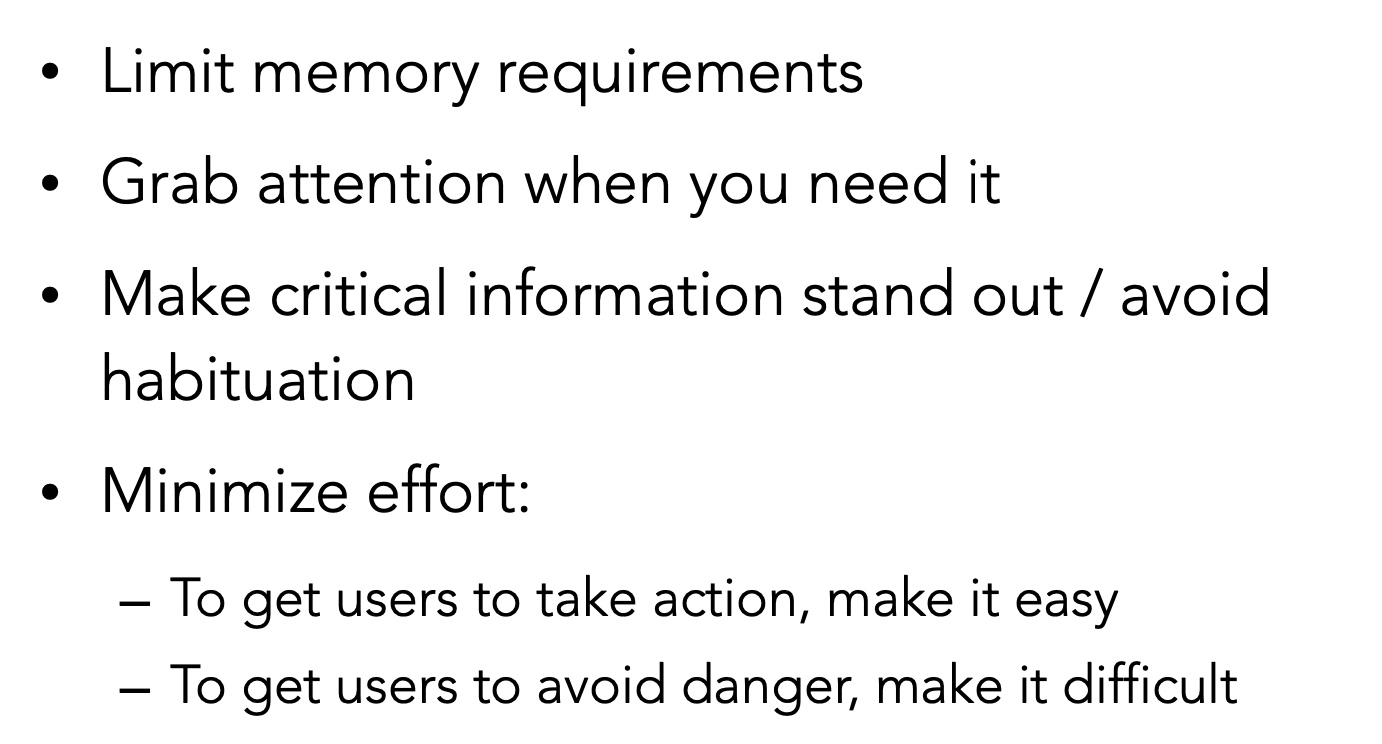 • Limit memory requirements
• Grab attention when you need it
• Make critical information stand out / avoid
habituation
• Minimize effort:
– To get users to take action, make it easy
– To get users to avoid danger, make it difficult